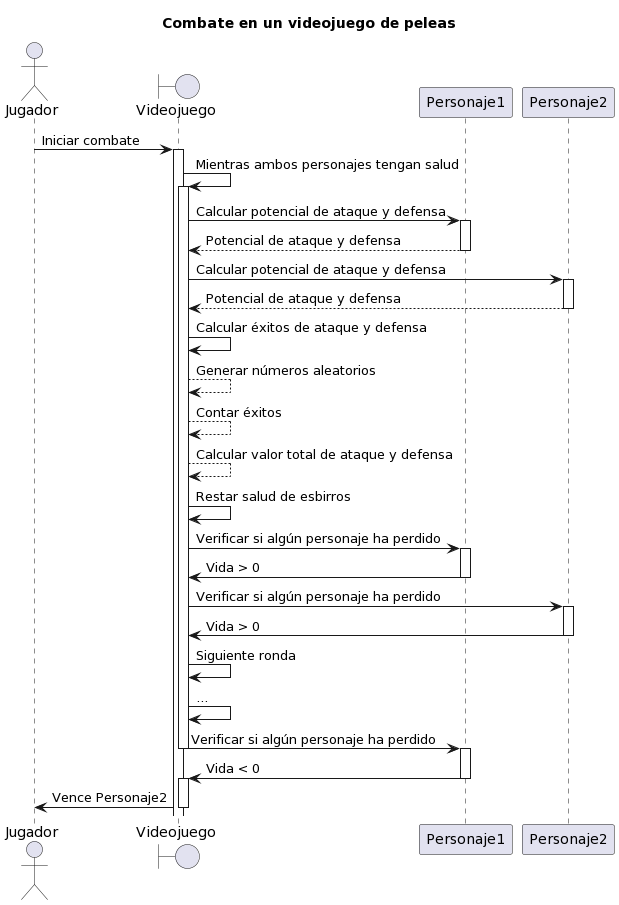 Combate en un videojuego de peleas
Jugador
Videojuego
Personaje1
Personaje2
Iniciar combate
Mientras ambos personajes tengan salud
Calcular potencial de ataque y defensa
Potencial de ataque y defensa
Calcular potencial de ataque y defensa
Potencial de ataque y defensa
Calcular éxitos de ataque y defensa
Generar números aleatorios
Contar éxitos
Calcular valor total de ataque y defensa
Restar salud de esbirros
Verificar si algún personaje ha perdido
Vida > 0
Verificar si algún personaje ha perdido
Vida > 0
Siguiente ronda
...
Verificar si algún personaje ha perdido
Vida < 0
Vence Personaje2
Jugador
Videojuego
Personaje1
Personaje2